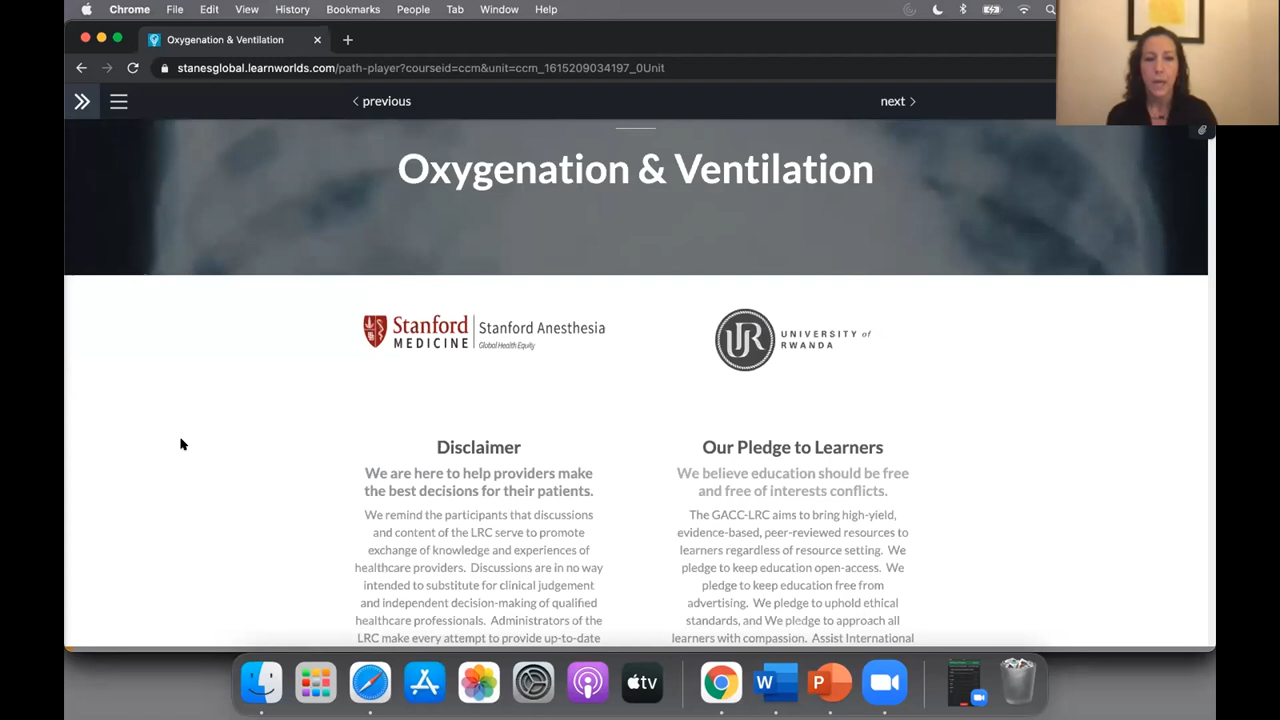 Chrome File Edit View History Bookmarks People Tab Window Help
Oxygenation & Ventilation
stanesglobal.learnworlds.com/path-player?courseid=ccm&unit=ccm_1615209034197_0Unit
previous
next
Oxygenation & Ventilation
Stanford MEDICINE
Stanford Anesthesia
Global Health Equity
UR
UNIVERSITY of
RWANDA
Disclaimer
We are here to help providers make
the best decisions for their patients.
We remind the participants that discussions
and content of the LRC serve to promote
exchange of knowledge and experiences of
healthcare providers. Discussions are in no way
intended to substitute for clinical judgement
and independent decision-making of qualified
healthcare professionals. Administrators of the
LRC make every attempt to provide up-to-date
Our Pledge to Learners
We believe education should be free
and free of interests conflicts.
The GACC-LRC aims to bring high-yield,
evidence-based, peer-reviewed resources to
learners regardless of resource setting. We
pledge to keep education open-access. We
pledge to keep education free from
advertising. We pledge to uphold ethical
standards, and We pledge to approach all
learners with compassion. Assist International
tv
W
P